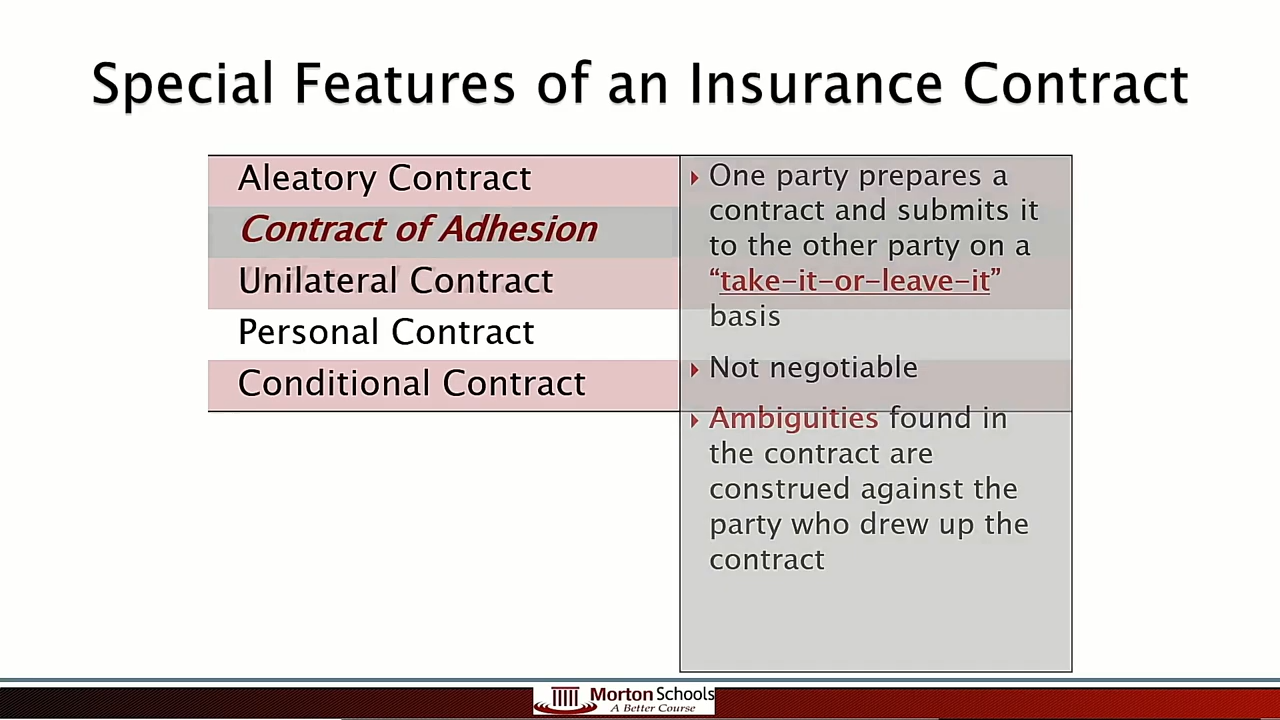 Special Features of an Insurance Contract
Aleatory Contract
Contract of Adhesion
Unilateral Contract
Personal Contract
Conditional Contract
One party prepares a
contract and submits it
to the other party on a
“take-it-or-leave-it”
basis
Not negotiable
Ambiguities found in
the contract are
construed against the
party who drew up the
contract
Morton Schools
A Better Course